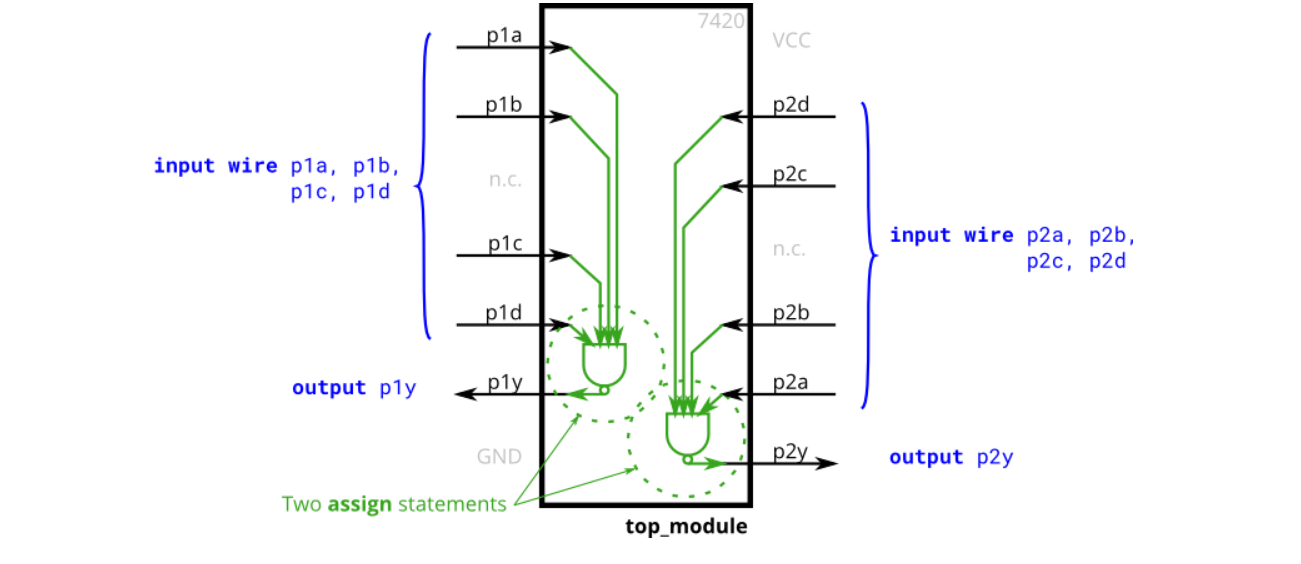 7420
p1a
VCC
p1b
p2d
input wire p1a, p1b,
p1c, p1d
n.c.
p2c
p1c
n.c.
input wire p2a, p2b,
p2c, p2d
p1d
p2b
output p1y
p1y
p2a
GND
p2y
output p2y
Two assign statements
top_module